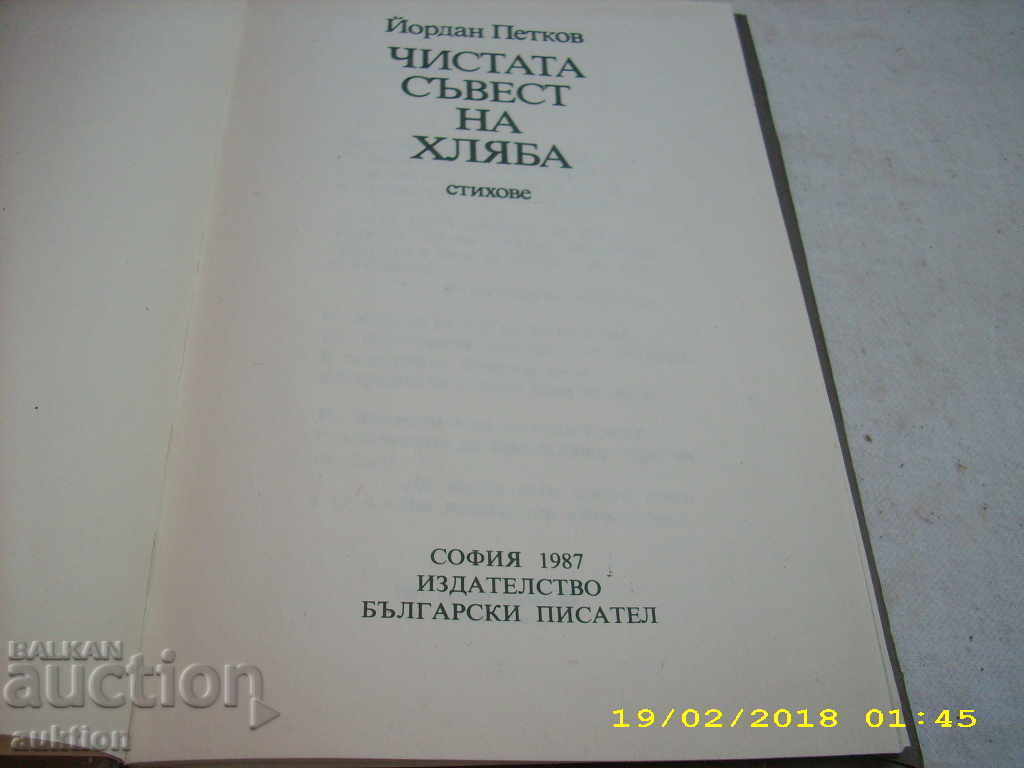 Йордан Петков
ЧИСТАТА
СЪВЕСТ
НА
ХЛЯБА
стихове
СОФИЯ 1987
ИЗДАТЕЛСТВО
БЪЛГАРСКИ ПИСАТЕЛ
BALKAN
auction
auktion
19/02/2018 01:45